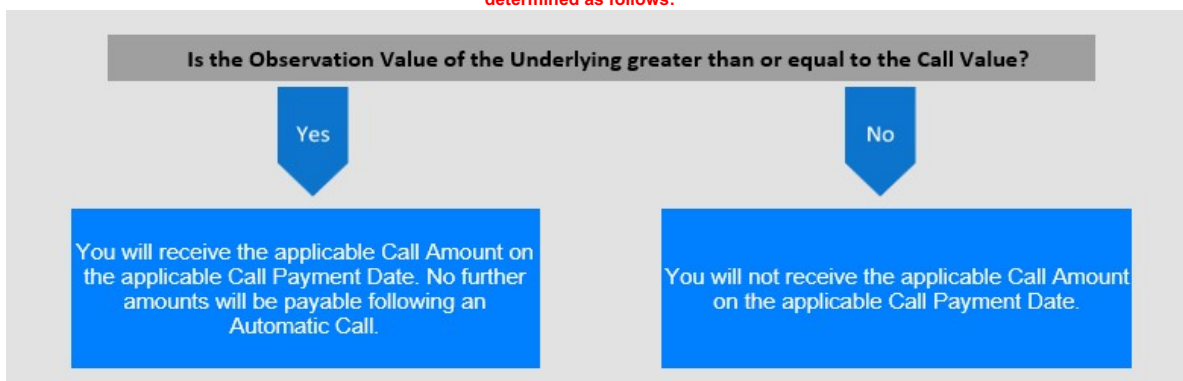 determined as follows:
Is the Observation Value of the Underlying greater than or equal to the Call Value?
Yes
No
You will receive the applicable Call Amount on
the applicable Call Payment Date. No further
amounts will be payable following an
Automatic Call.
You will not receive the applicable Call Amount
on the applicable Call Payment Date.